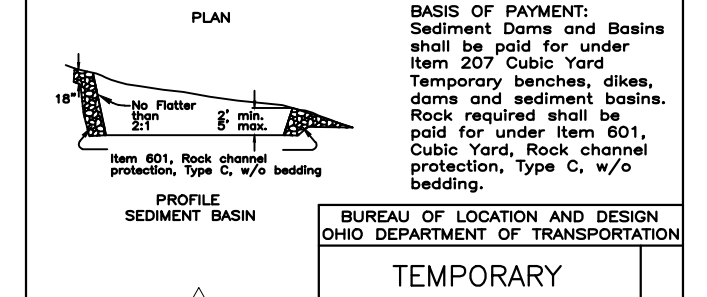 PLAN
18"
No Flatter
than
2:1
2' min.
5' max.
Item 601, Rock channel
protection, Type C, w/o bedding
PROFILE
SEDIMENT BASIN
BASIS OF PAYMENT:
Sediment Dams and Basins
shall be paid for under
Item 207 Cubic Yard
Temporary benches, dikes,
dams and sediment basins.
Rock required shall be
paid for under Item 601,
Cubic Yard, Rock channel
protection, Type C, w/o
bedding.
BUREAU OF LOCATION AND DESIGN
OHIO DEPARTMENT OF TRANSPORTATION
TEMPORARY